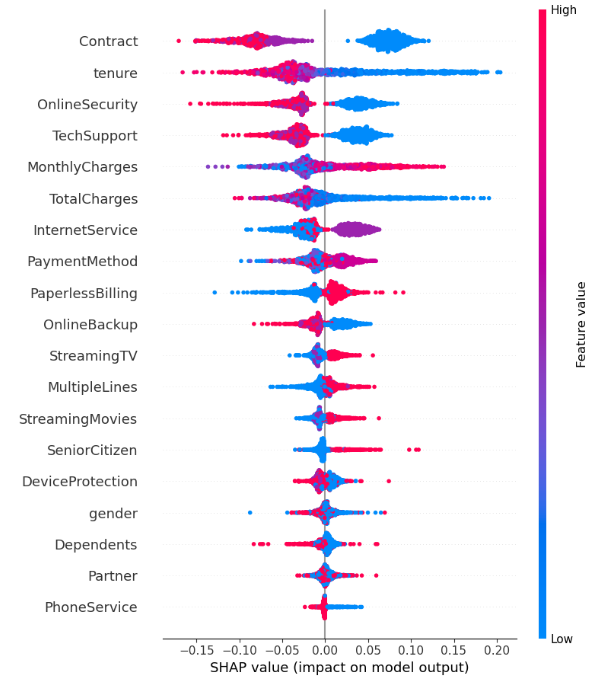 High
Contract
tenure
OnlineSecurity
TechSupport
MonthlyCharges
TotalCharges
InternetService
PaymentMethod
PaperlessBilling
OnlineBackup
StreamingTV
MultipleLines
StreamingMovies
SeniorCitizen
DeviceProtection
gender
Dependents
Partner
PhoneService
Feature value
Low
−0.15 −0.10 −0.05 0.00 0.05 0.10 0.15 0.20
SHAP value (impact on model output)